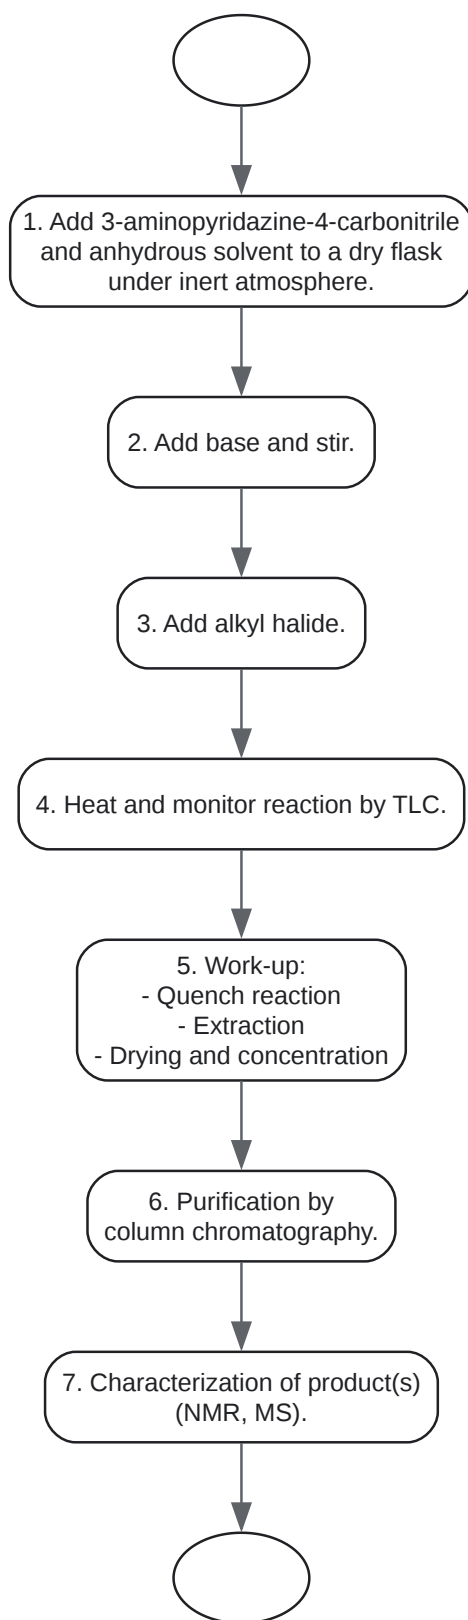 1. Add 3-aminopyridazine-4-carbonitrile
and anhydrous solvent to a dry flask
under inert atmosphere.
2. Add base and stir.
3. Add alkyl halide.
4. Heat and monitor reaction by TLC.
5. Work-up:
- Quench reaction
- Extraction
- Drying and concentration
6. Purification by
column chromatography.
7. Characterization of product(s)
(NMR, MS).